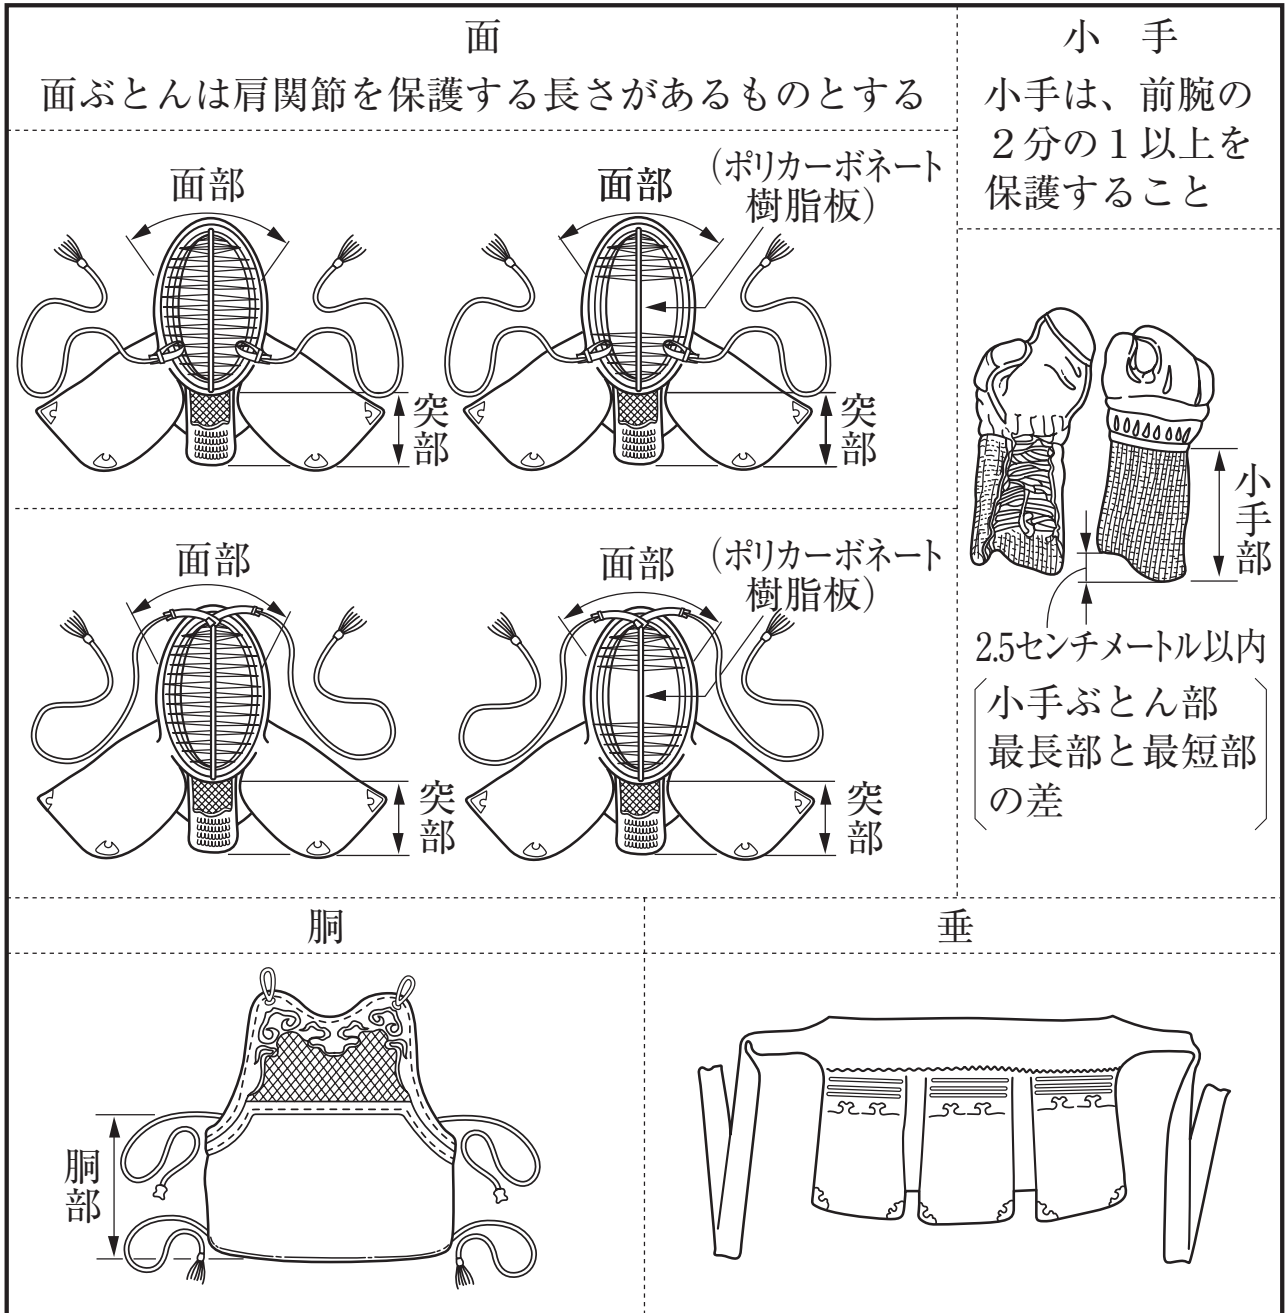 面
面ぶとんは肩関節を保護する長さがあるものとする
小 手
小手は、前腕の
2分の1以上を
保護すること
面部
突部
面部
(ポリカーボネート
樹脂板)
突部
面部
突部
面部
(ポリカーボネート
樹脂板)
突部
小手部
2.5センチメートル以内
小手ぶとん部
最長部と最短部
の差
胴
胴部
垂